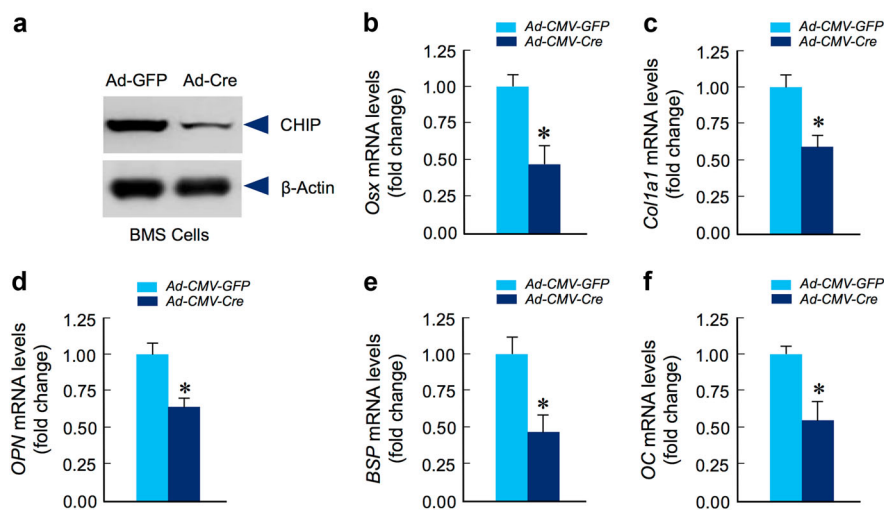 a
Ad-GFP Ad-Cre
CHIP
β-Actin
BMS Cells
b
Ad-CMV-GFP
Ad-CMV-Cre
Osx mRNA levels
(fold change)
1.25
1.00
0.75
0.50
0.25
0.00
*
c
Ad-CMV-GFP
Ad-CMV-Cre
Col1a1 mRNA levels
(fold change)
1.25
1.00
0.75
0.50
0.25
0.00
*
d
Ad-CMV-GFP
Ad-CMV-Cre
OPN mRNA levels
(fold change)
1.25
1.00
0.75
0.50
0.25
0.00
*
e
Ad-CMV-GFP
Ad-CMV-Cre
BSP mRNA levels
(fold change)
1.25
1.00
0.75
0.50
0.25
0.00
*
f
Ad-CMV-GFP
Ad-CMV-Cre
OC mRNA levels
(fold change)
1.25
1.00
0.75
0.50
0.25
0.00
*